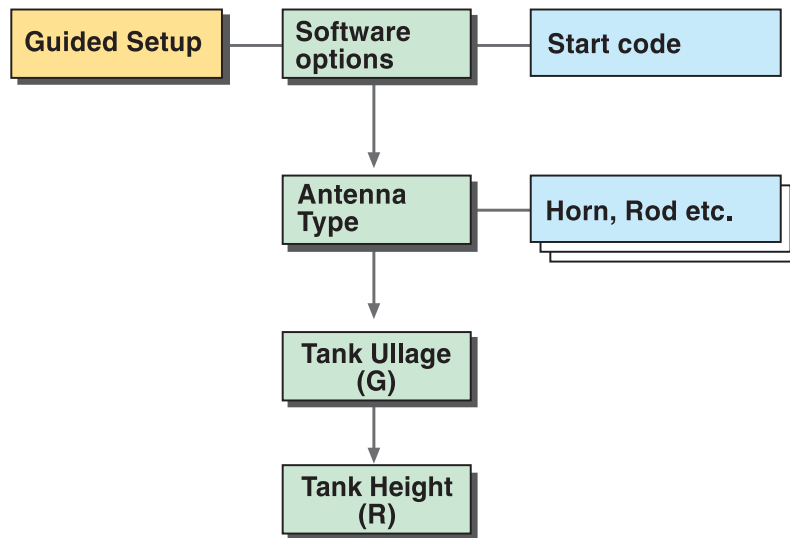 Guided Setup
Software
options
Start code
Antenna
Type
Horn, Rod etc.
Tank Ullage
(G)
Tank Height
(R)